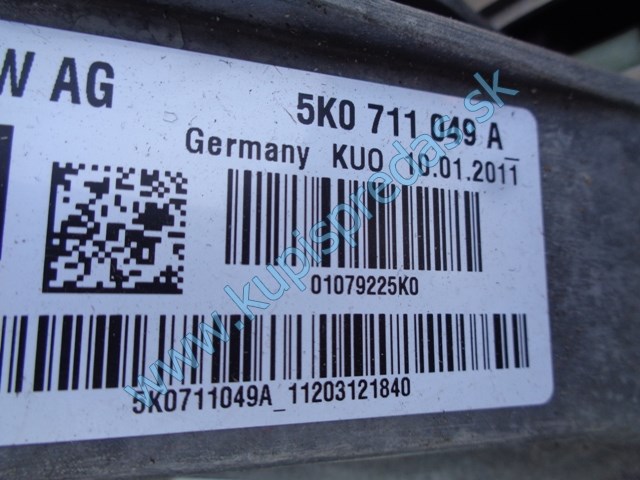 W AG
5K0 711 049 A
Germany KUO 10.01.2011
01079225K0
5K0711049A_11203121840
www.kupispredas.sk